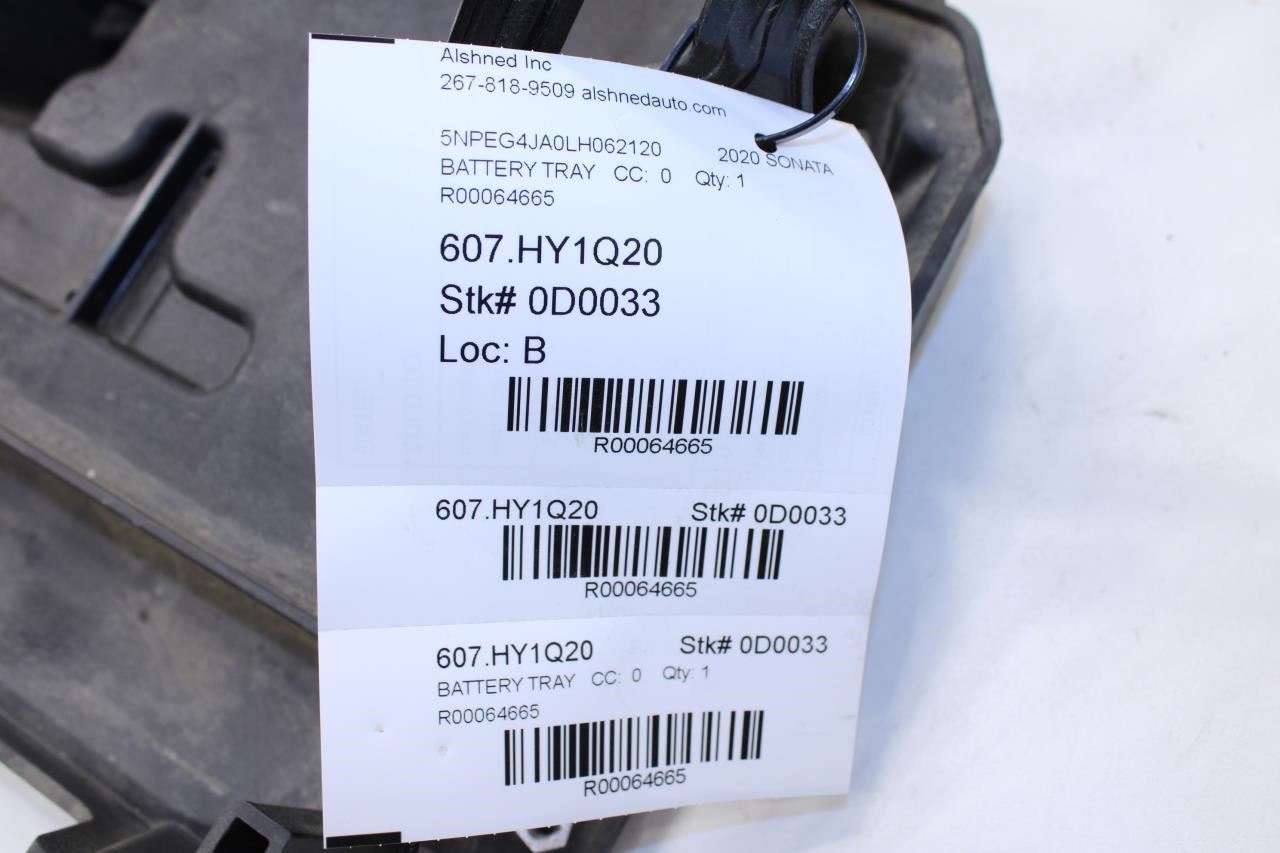 Alshned Inc
267-818-9509 alshnedauto.com
5NPEG4JA0LH062120 2020 SONATA
BATTERY TRAY CC: 0 Qty: 1
R00064665
607.HY1Q20
Stk# 0D0033
Loc: B
R00064665
607.HY1Q20 Stk# 0D0033
R00064665
607.HY1Q20 Stk# 0D0033
BATTERY TRAY CC: 0 Qty: 1
R00064665
R00064665